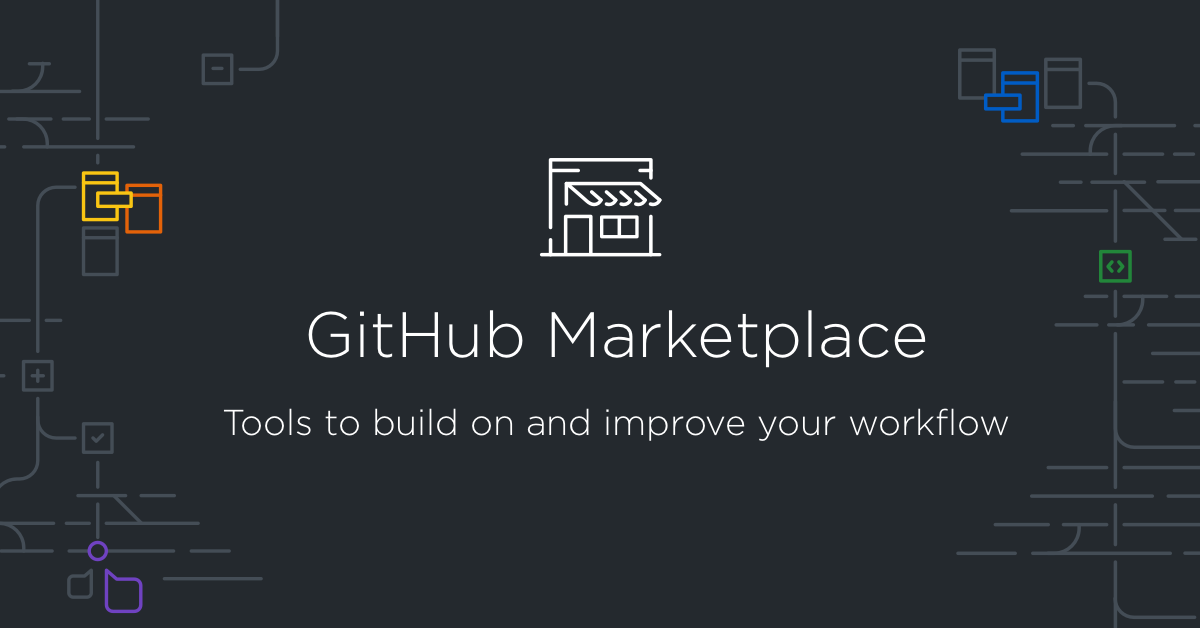 GitHub Marketplace
Tools to build on and improve your workflow